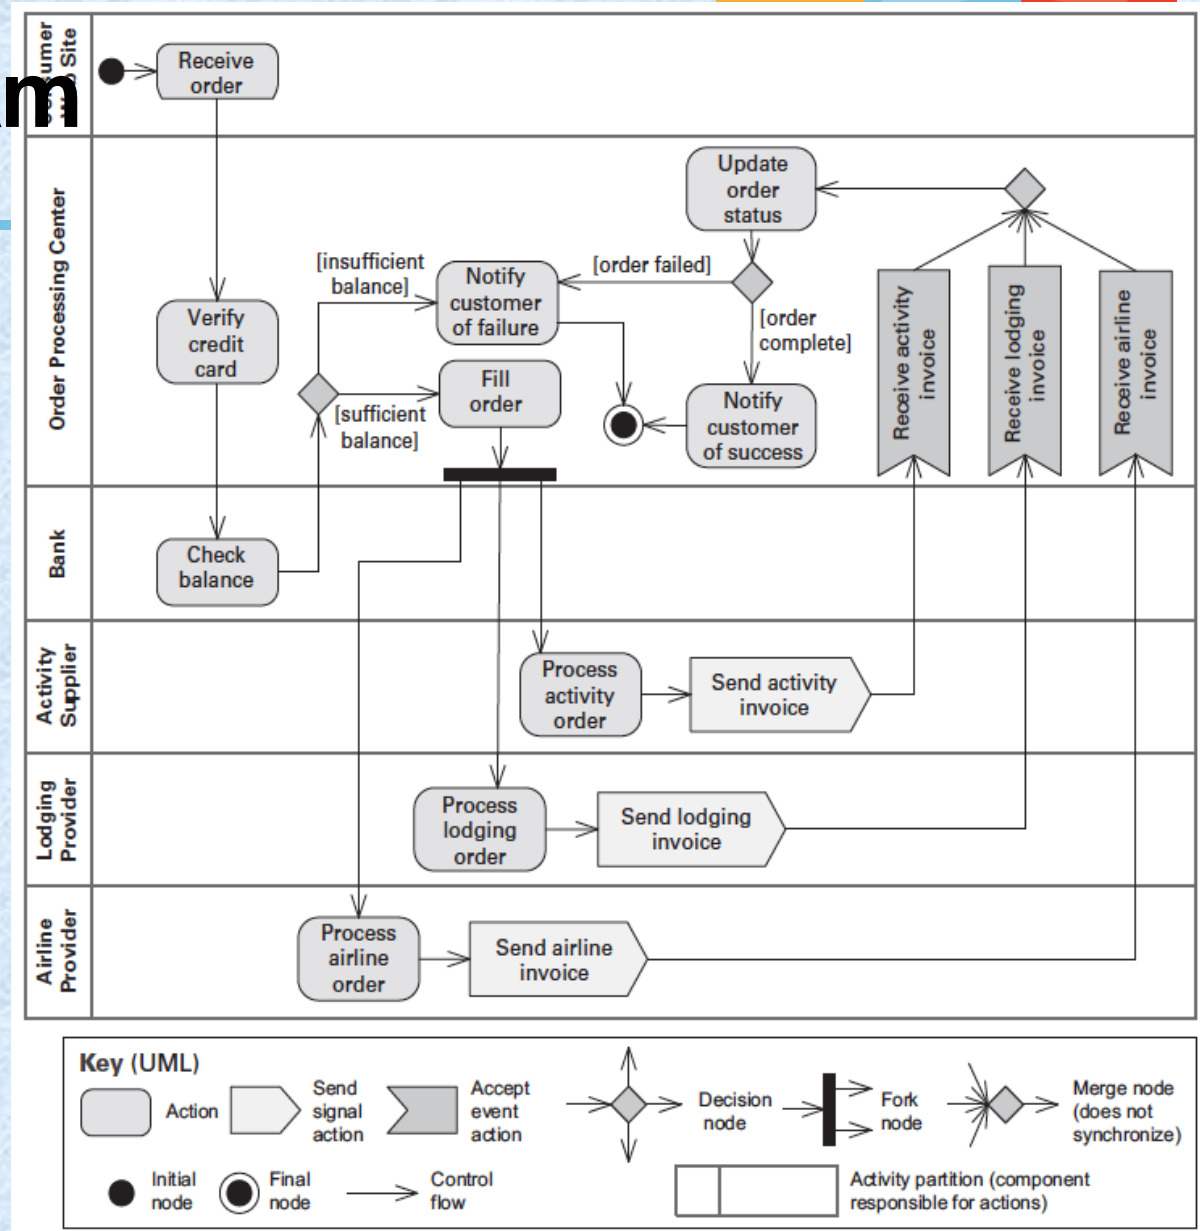 am
Consumer
Web Site
Receive
order
Order Processing Center
Update
order
status
[insufficient
balance]
Notify
customer
of failure
[order failed]
[order
complete]
Verify
credit
card
Fill
order
[sufficient
balance]
Notify
customer
of success
Receive activity
invoice
Receive lodging
invoice
Receive airline
invoice
Bank
Check
balance
Activity
Supplier
Process
activity
order
Send activity
invoice
Lodging
Provider
Process
lodging
order
Send lodging
invoice
Airline
Provider
Process
airline
order
Send airline
invoice
Key (UML)
Action
Send
signal
action
Accept
event
action
Decision
node
Fork
node
Merge node
(does not
synchronize)
Initial
node
Final
node
Control
flow
Activity partition (component
responsible for actions)